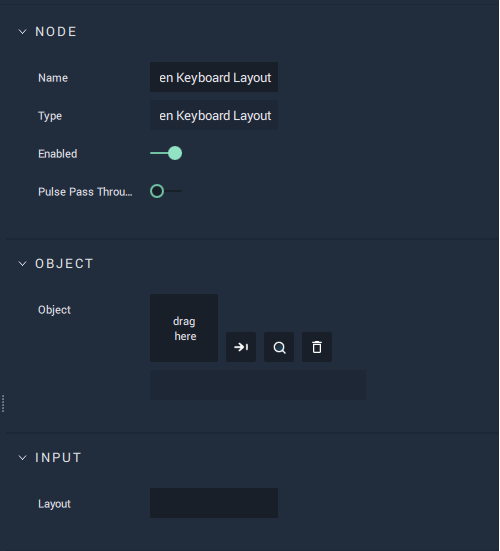 NODE
Name
en Keyboard Layout
Type
en Keyboard Layout
Enabled
Pulse Pass Throu...
OBJECT
Object
drag
here
INPUT
Layout